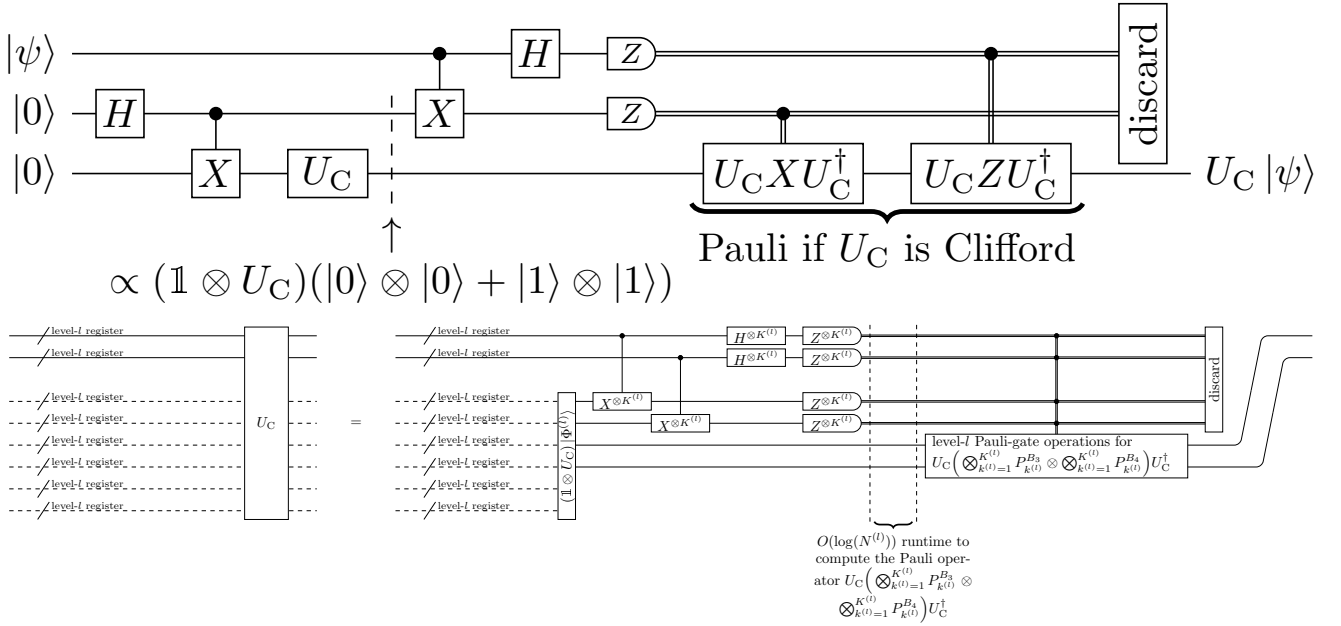 |ψ⟩ H Z
|0⟩ H X Z discard
|0⟩ X U_C U_C X U_C^† U_C Z U_C^† U_C |ψ⟩
Pauli if U_C is Clifford
∝ (𝟙 ⊗ U_C)(|0⟩ ⊗ |0⟩ + |1⟩ ⊗ |1⟩)
level-l register level-l register H^{⊗K^{(l)}} Z^{⊗K^{(l)}}
level-l register level-l register H^{⊗K^{(l)}} Z^{⊗K^{(l)}} discard
level-l register level-l register X^{⊗K^{(l)}} Z^{⊗K^{(l)}}
level-l register U_C = level-l register (𝟙 ⊗ U_C) |Φ^{(l)}⟩ X^{⊗K^{(l)}} Z^{⊗K^{(l)}}
level-l register level-l register level-l Pauli-gate operations for
level-l register level-l register U_C(⊗_{k^{(l)}=1}^{K^{(l)}} P_{k^{(l)}}^{B_3} ⊗ ⊗_{k^{(l)}=1}^{K^{(l)}} P_{k^{(l)}}^{B_4})U_C^†
level-l register level-l register
level-l register level-l register
O(log(N^{(l)})) runtime to
compute the Pauli oper-
ator U_C(⊗_{k^{(l)}=1}^{K^{(l)}} P_{k^{(l)}}^{B_3} ⊗
⊗_{k^{(l)}=1}^{K^{(l)}} P_{k^{(l)}}^{B_4})U_C^†